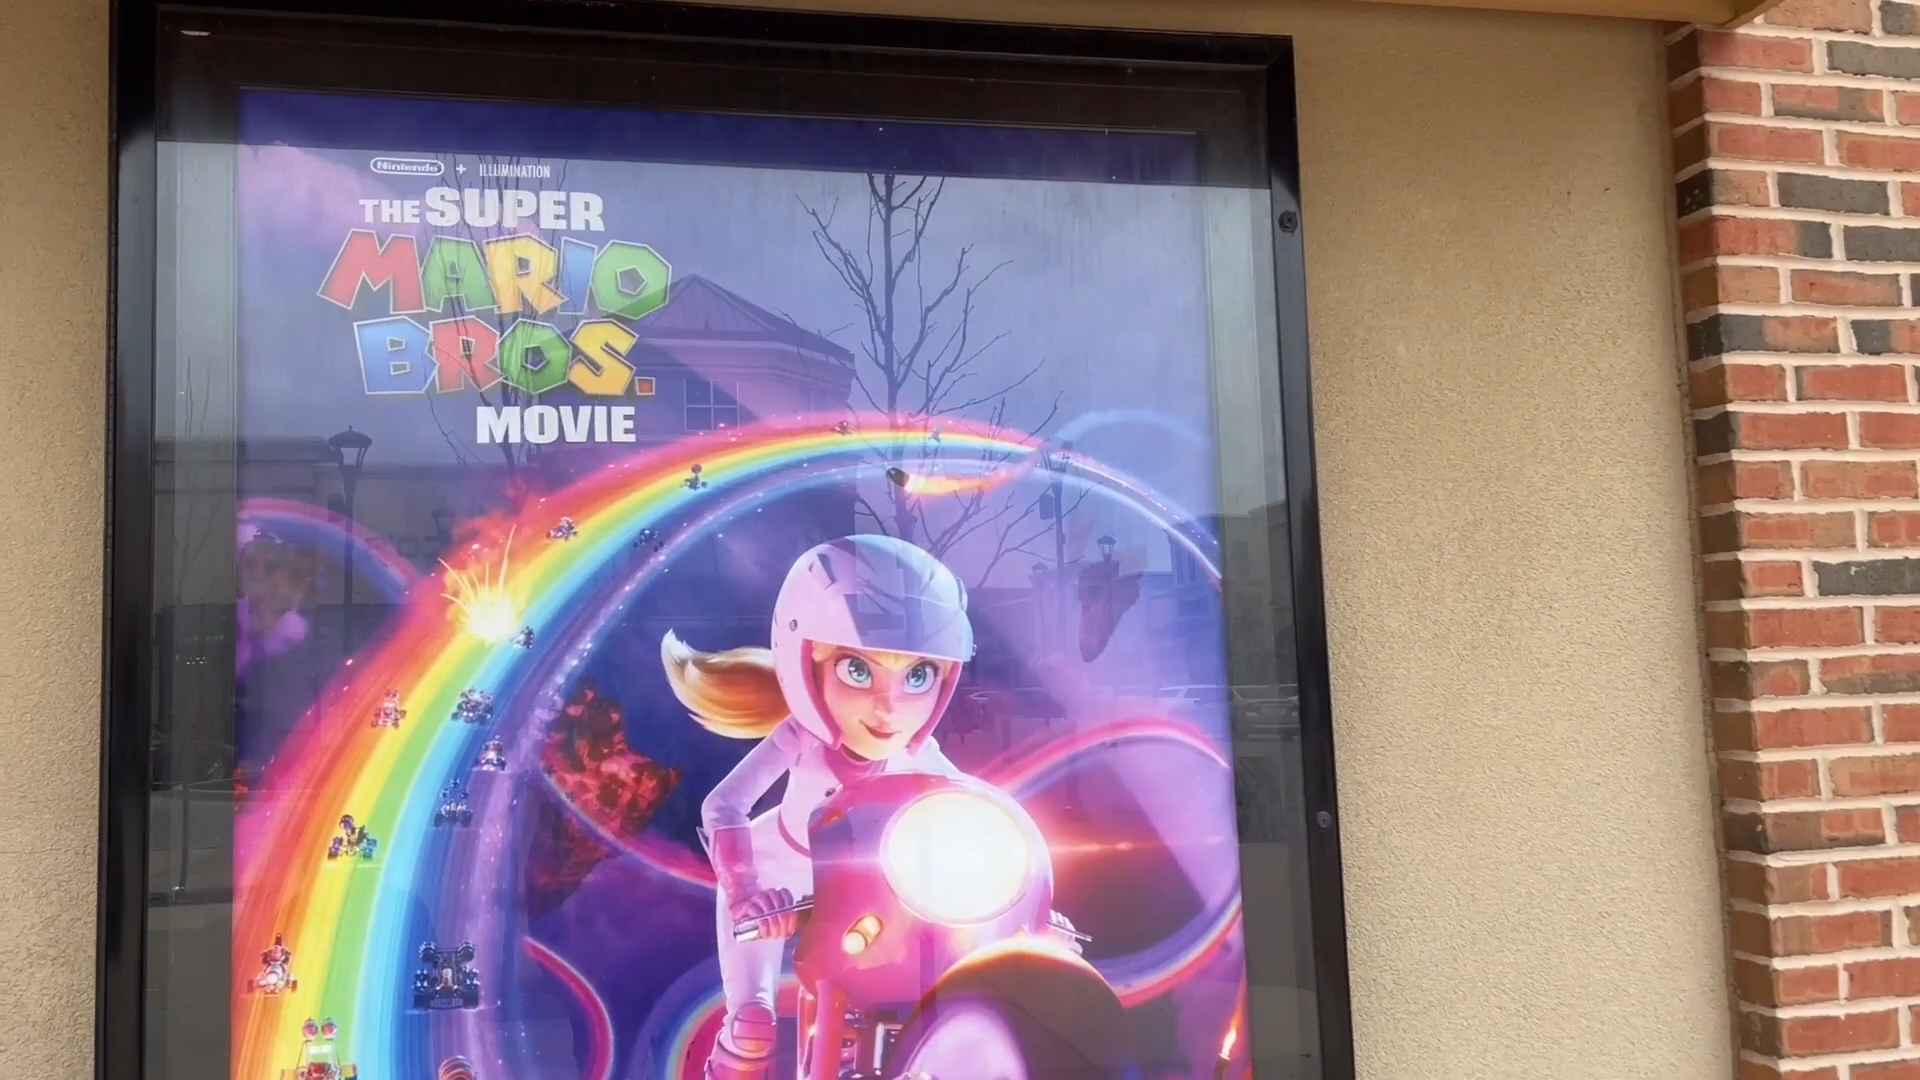 Nintendo + ILLUMINATION
THE SUPER
MARIO
BROS.
MOVIE